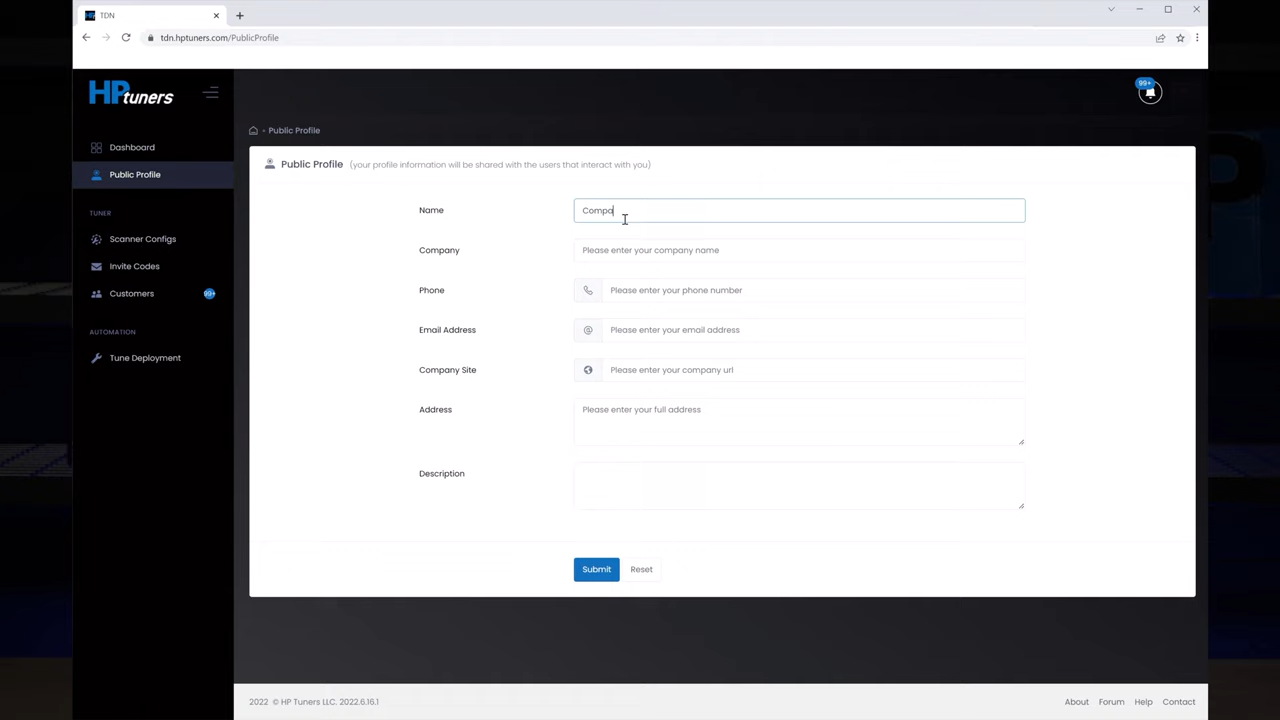 TDN
tdn.hptuners.com/PublicProfile
HPtuners
99+
Dashboard
Public Profile
TUNER
Scanner Configs
Invite Codes
Customers 99+
AUTOMATION
Tune Deployment
• Public Profile
Public Profile (your profile information will be shared with the users that interact with you)
Name Compa
Company Please enter your company name
Phone Please enter your phone number
Email Address @ Please enter your email address
Company Site Please enter your company url
Address Please enter your full address
Description
Submit Reset
2022 © HP Tuners LLC. 2022.6.16.1 About Forum Help Contact